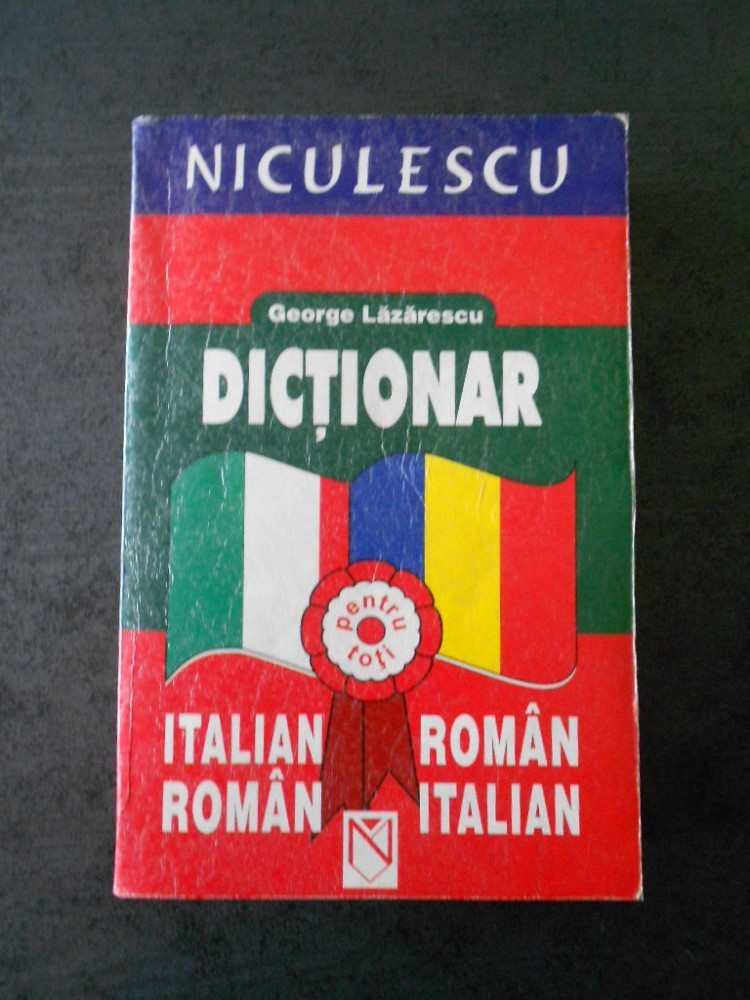 NICULESCU
George Lăzărescu
DICȚIONAR
pentru
toți
ITALIAN
ROMÂN
ROMÂN
ITALIAN